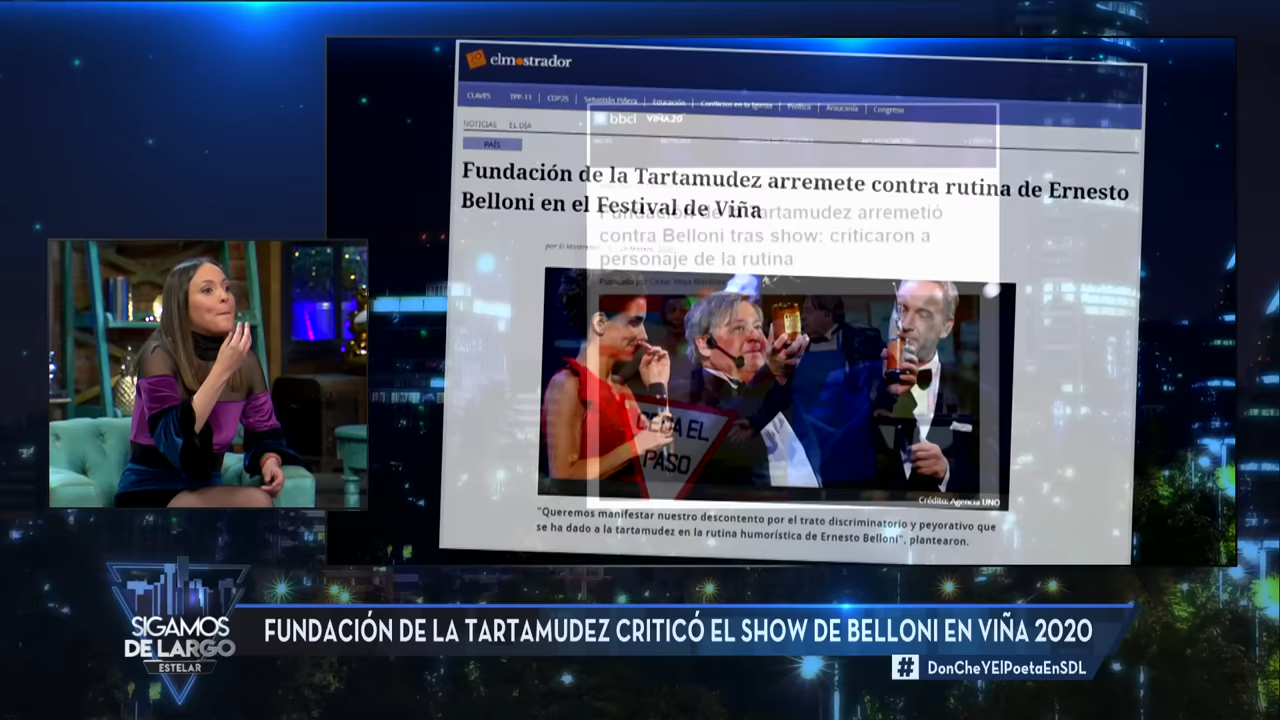 elmostrador
CLAVES TPP-11 COP25 Sebastián Piñera Educación Conflictos en la Iglesia Política Araucanía Congreso
bbcl VIÑA20
NOTICIAS EL DÍA
PAÍS
Fundación de la Tartamudez arremete contra rutina de Ernesto
Belloni en el Festival de Viña
Fundación de la Tartamudez arremetió
contra Belloni tras show: criticaron a
personaje de la rutina
CEDA EL
PASO
Crédito: Agencia UNO
"Queremos manifestar nuestro descontento por el trato discriminatorio y peyorativo que
se ha dado a la tartamudez en la rutina humorística de Ernesto Belloni", plantearon.
SIGAMOS
DE LARGO
ESTELAR
FUNDACIÓN DE LA TARTAMUDEZ CRITICÓ EL SHOW DE BELLONI EN VIÑA 2020
# DonCheYElPoetaEnSDL